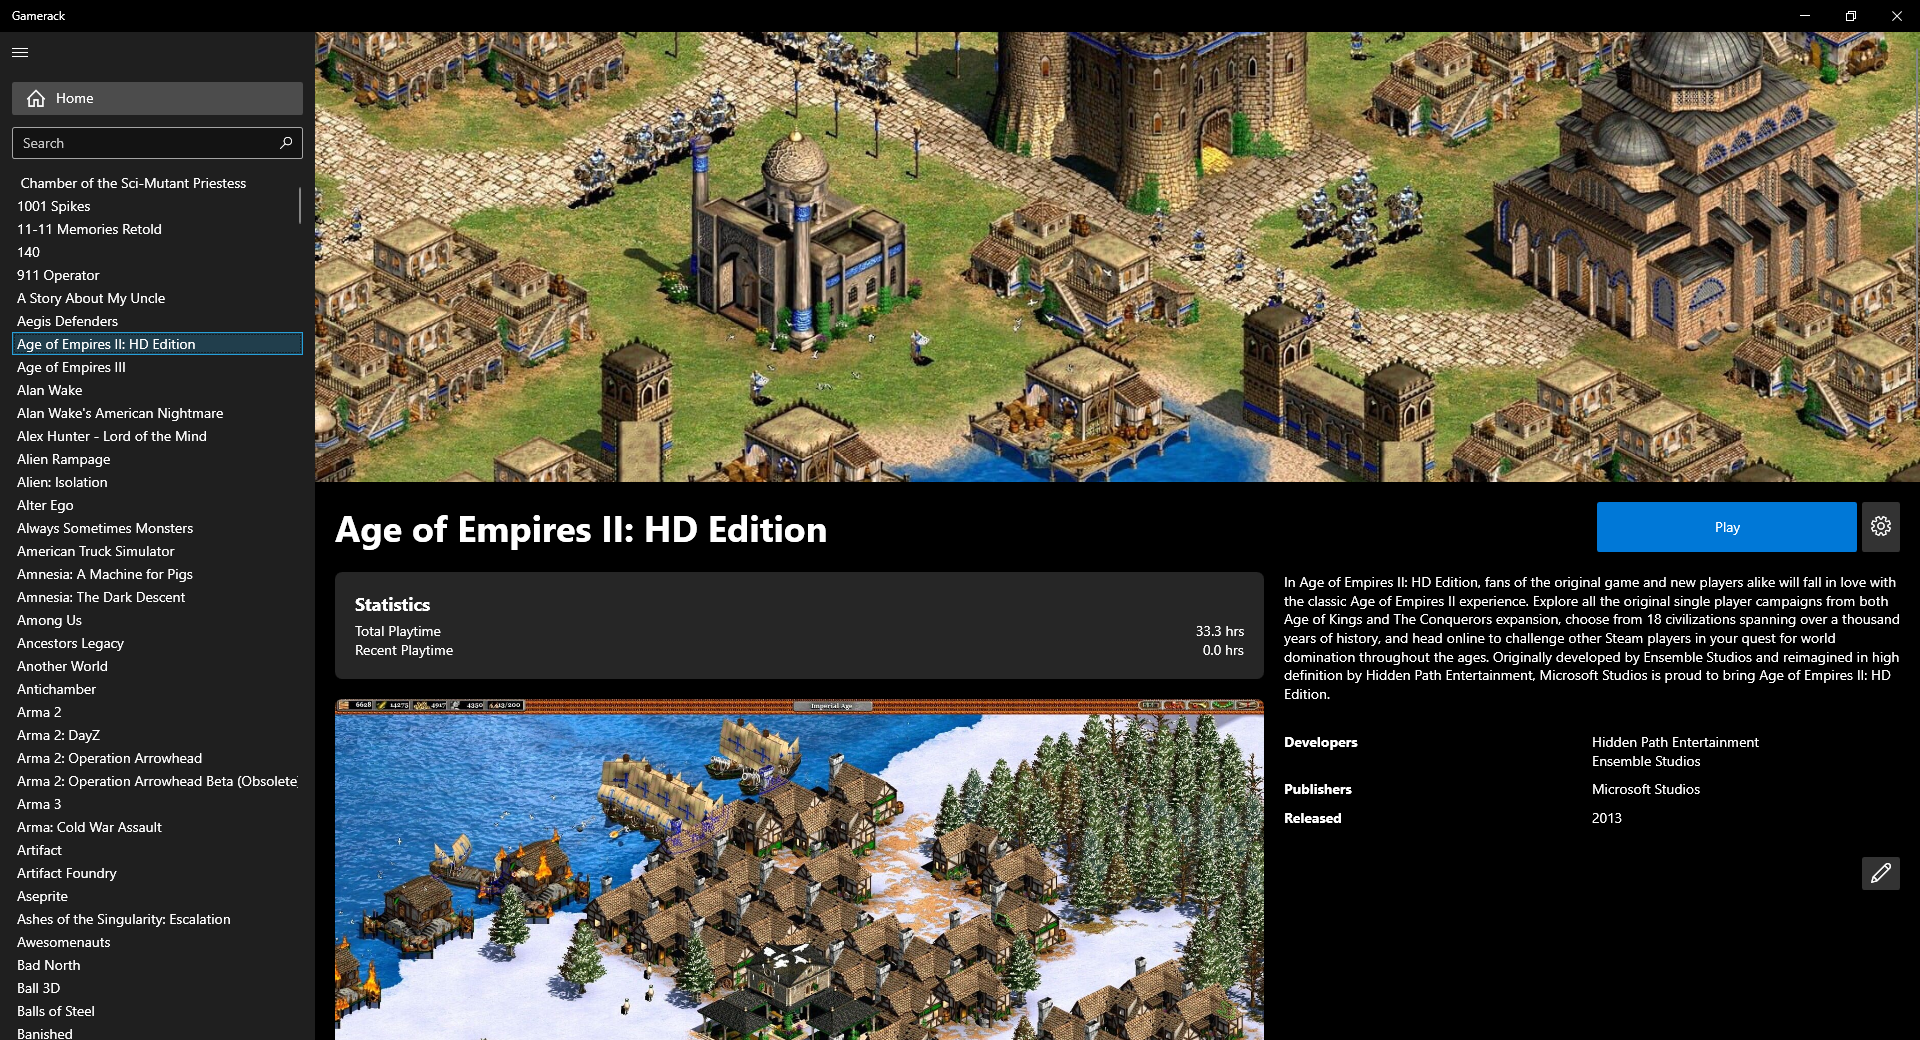 Gamerack
Home
Search
Chamber of the Sci-Mutant Priestess
1001 Spikes
11-11 Memories Retold
140
911 Operator
A Story About My Uncle
Aegis Defenders
Age of Empires II: HD Edition
Age of Empires III
Alan Wake
Alan Wake's American Nightmare
Alex Hunter - Lord of the Mind
Alien Rampage
Alien: Isolation
Alter Ego
Always Sometimes Monsters
American Truck Simulator
Amnesia: A Machine for Pigs
Amnesia: The Dark Descent
Among Us
Ancestors Legacy
Another World
Antichamber
Arma 2
Arma 2: DayZ
Arma 2: Operation Arrowhead
Arma 2: Operation Arrowhead Beta (Obsolete)
Arma 3
Arma: Cold War Assault
Artifact
Artifact Foundry
Aseprite
Ashes of the Singularity: Escalation
Awesomenauts
Bad North
Ball 3D
Balls of Steel
Banished
Age of Empires II: HD Edition
Play
Statistics
Total Playtime 33.3 hrs
Recent Playtime 0.0 hrs
6628 14275 4917 4350 Imperial Age
In Age of Empires II: HD Edition, fans of the original game and new players alike will fall in love with
the classic Age of Empires II experience. Explore all the original single player campaigns from both
Age of Kings and The Conquerors expansion, choose from 18 civilizations spanning over a thousand
years of history, and head online to challenge other Steam players in your quest for world
domination throughout the ages. Originally developed by Ensemble Studios and reimagined in high
definition by Hidden Path Entertainment, Microsoft Studios is proud to bring Age of Empires II: HD
Edition.
Developers Hidden Path Entertainment
Ensemble Studios
Publishers Microsoft Studios
Released 2013